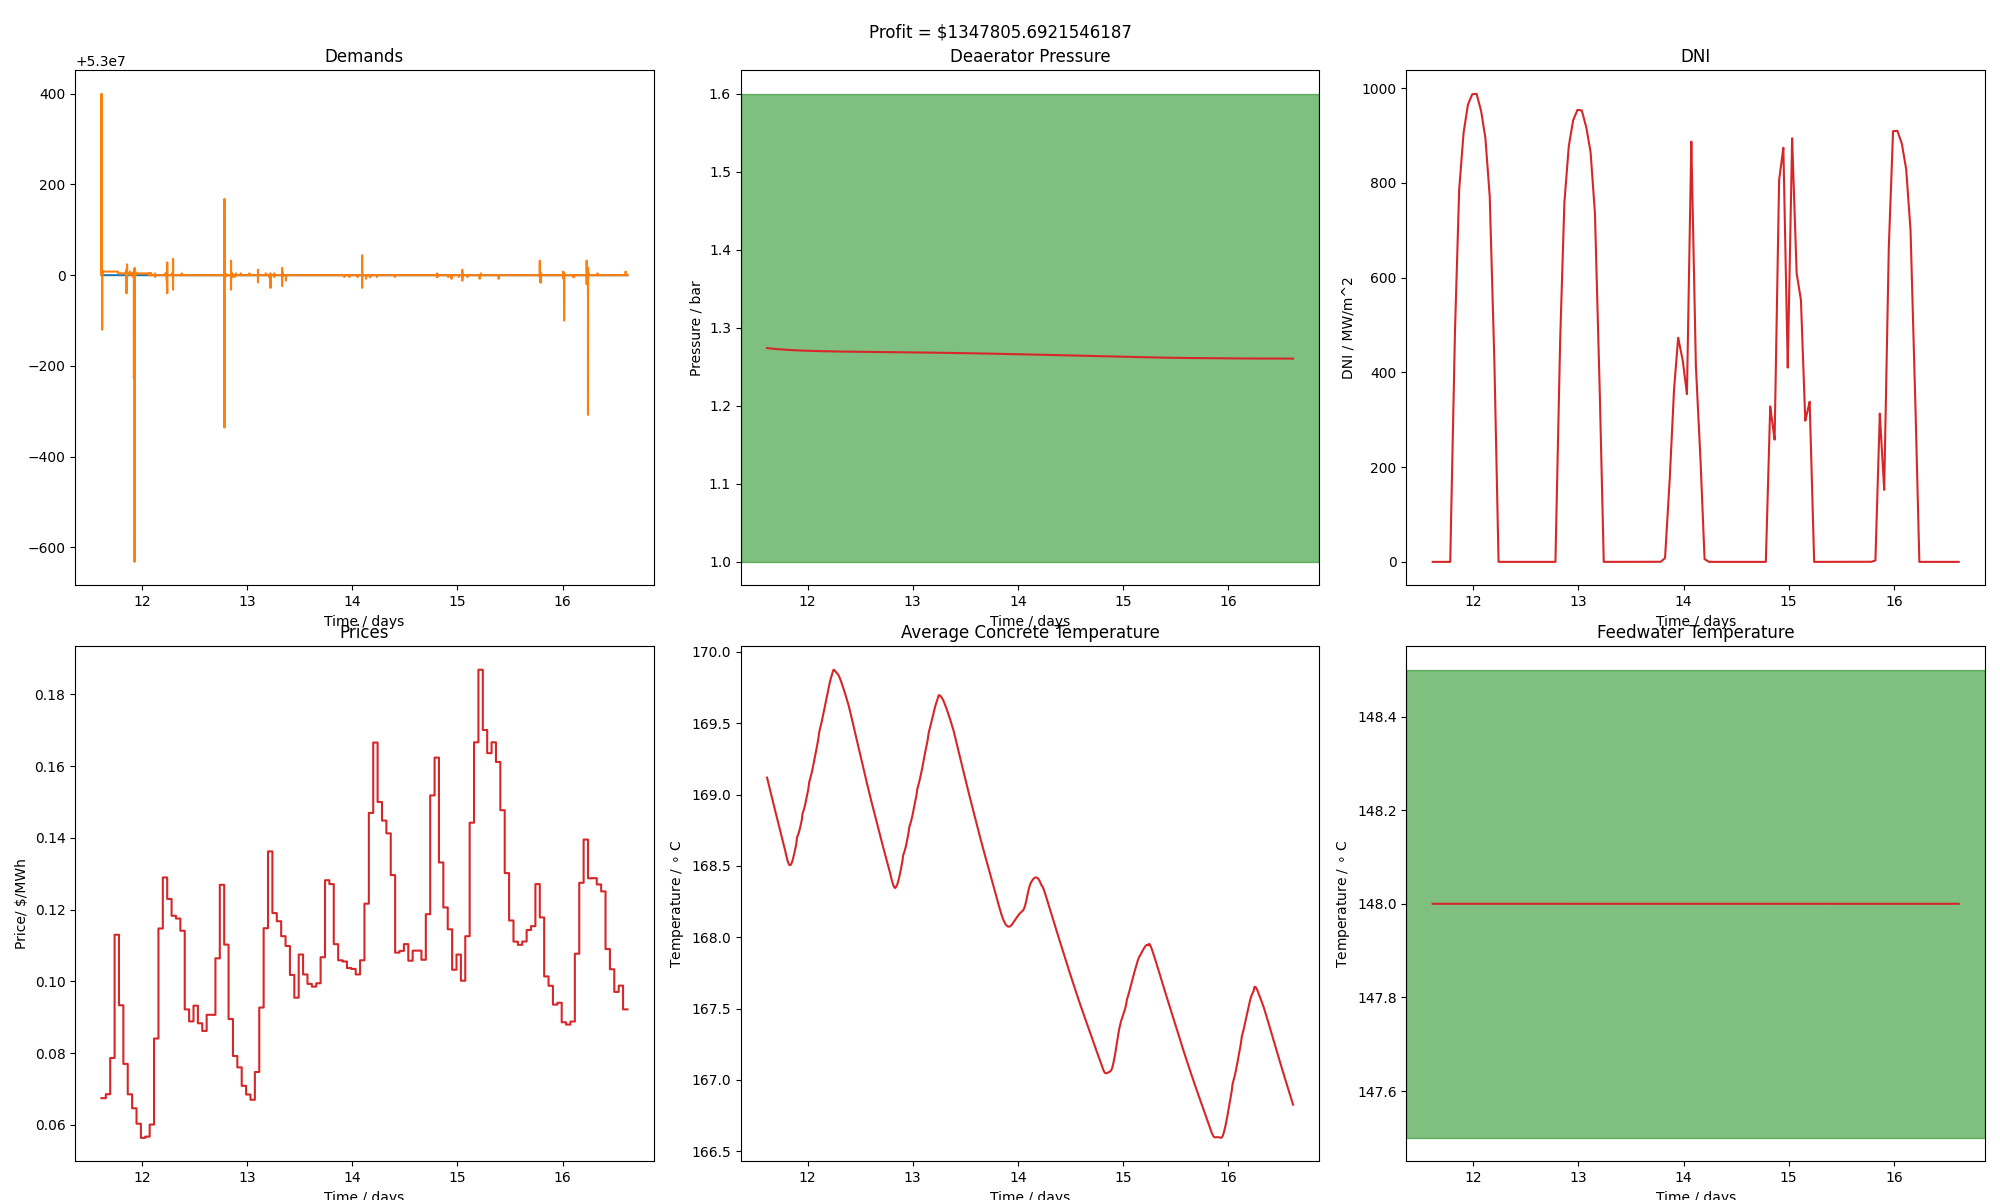 Profit = $1347805.6921546187
Demands
+5.3e7
400
200
0
−200
−400
−600
12 13 14 15 16
Time / days
Deaerator Pressure
Pressure / bar
1.6
1.5
1.4
1.3
1.2
1.1
1.0
12 13 14 15 16
Time / days
DNI
DNI / MW/m^2
1000
800
600
400
200
0
12 13 14 15 16
Time / days
Prices
Price/ $/MWh
0.18
0.16
0.14
0.12
0.10
0.08
0.06
12 13 14 15 16
Time / days
Average Concrete Temperature
Temperature / ∘ C
170.0
169.5
169.0
168.5
168.0
167.5
167.0
166.5
12 13 14 15 16
Time / days
Feedwater Temperature
Temperature / ∘ C
148.4
148.2
148.0
147.8
147.6
12 13 14 15 16
Time / days